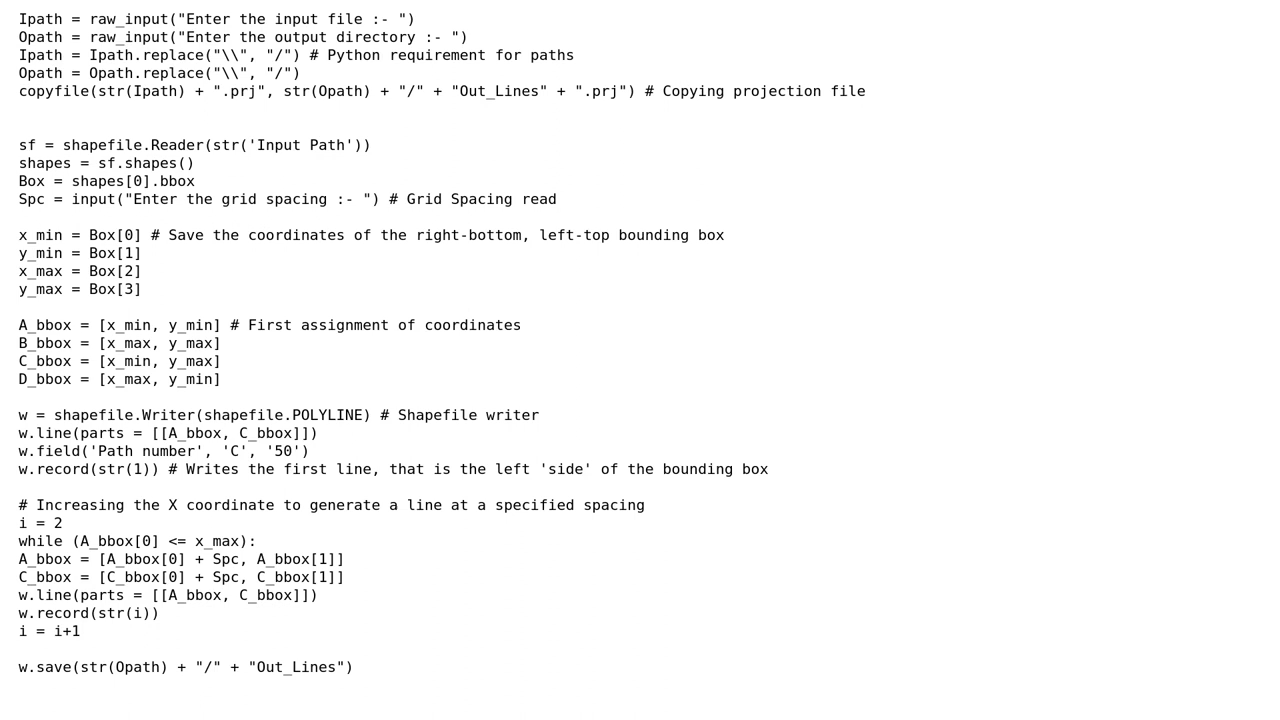 Ipath = raw_input("Enter the input file :- ")
Opath = raw_input("Enter the output directory :- ")
Ipath = Ipath.replace("\\", "/") # Python requirement for paths
Opath = Opath.replace("\\", "/")
copyfile(str(Ipath) + ".prj", str(Opath) + "/" + "Out_Lines" + ".prj") # Copying projection file
sf = shapefile.Reader(str('Input Path'))
shapes = sf.shapes()
Box = shapes[0].bbox
Spc = input("Enter the grid spacing :- ") # Grid Spacing read
x_min = Box[0] # Save the coordinates of the right-bottom, left-top bounding box
y_min = Box[1]
x_max = Box[2]
y_max = Box[3]
A_bbox = [x_min, y_min] # First assignment of coordinates
B_bbox = [x_max, y_max]
C_bbox = [x_min, y_max]
D_bbox = [x_max, y_min]
w = shapefile.Writer(shapefile.POLYLINE) # Shapefile writer
w.line(parts = [[A_bbox, C_bbox]])
w.field('Path number', 'C', '50')
w.record(str(1)) # Writes the first line, that is the left 'side' of the bounding box
# Increasing the X coordinate to generate a line at a specified spacing
i = 2
while (A_bbox[0] <= x_max):
A_bbox = [A_bbox[0] + Spc, A_bbox[1]]
C_bbox = [C_bbox[0] + Spc, C_bbox[1]]
w.line(parts = [[A_bbox, C_bbox]])
w.record(str(i))
i = i+1
w.save(str(Opath) + "/" + "Out_Lines")